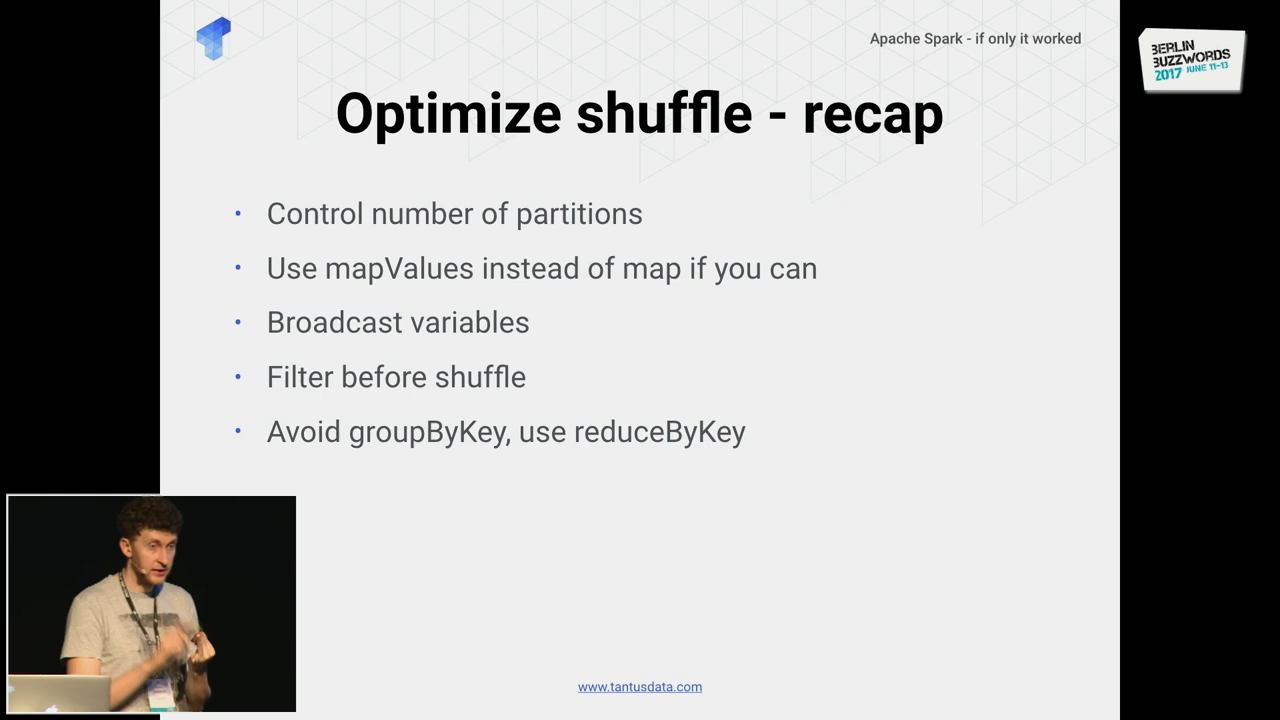 Apache Spark - if only it worked
BERLIN
BUZZWORDS
2017 JUNE 11-13
Optimize shuffle - recap
• Control number of partitions
• Use mapValues instead of map if you can
• Broadcast variables
• Filter before shuffle
• Avoid groupByKey, use reduceByKey
www.tantusdata.com